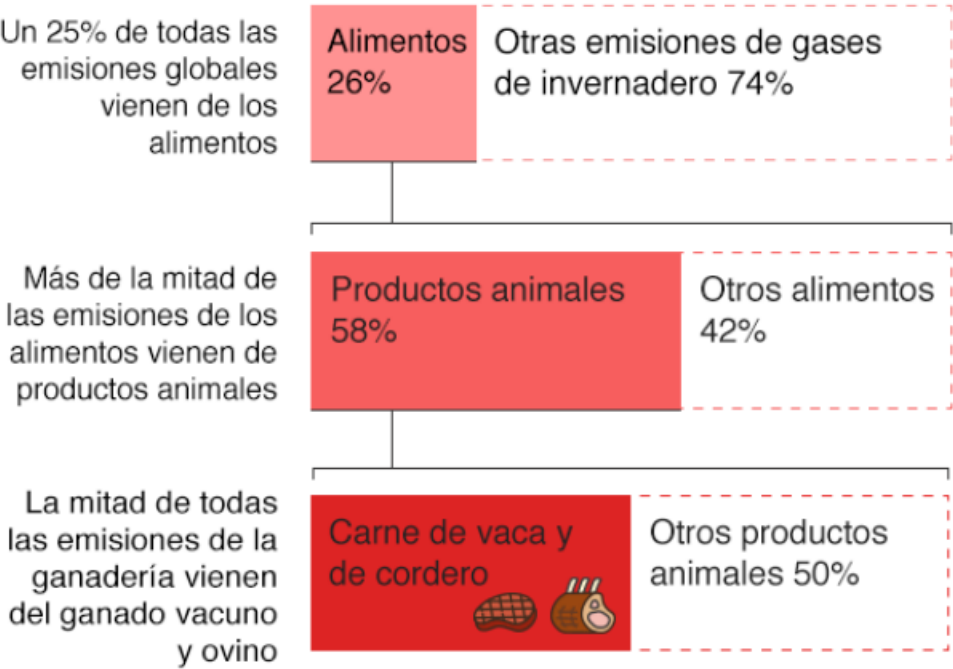 Un 25% de todas las
emisiones globales
vienen de los
alimentos
Alimentos
26%
Otras emisiones de gases
de invernadero 74%
Más de la mitad de
las emisiones de los
alimentos vienen de
productos animales
Productos animales
58%
Otros alimentos
42%
La mitad de todas
las emisiones de la
ganadería vienen
del ganado vacuno
y ovino
Carne de vaca y
de cordero
Otros productos
animales 50%